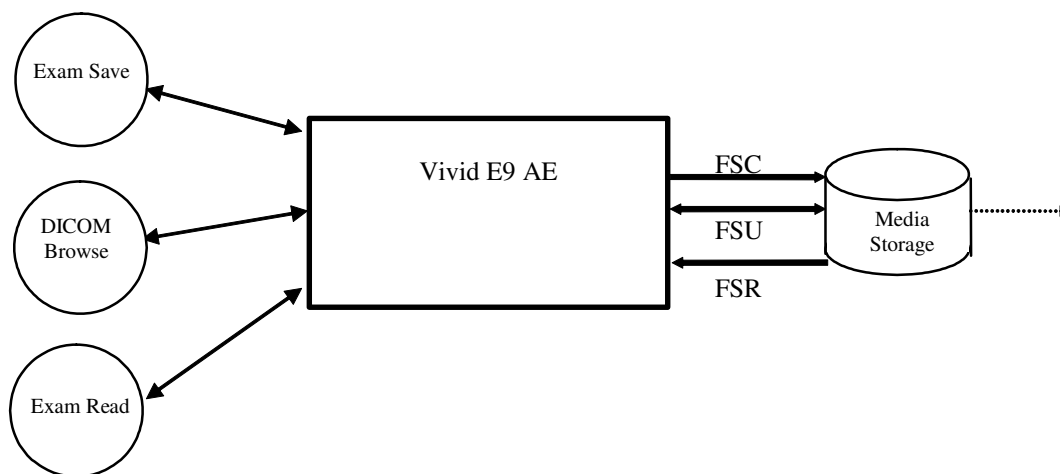 Exam Save
DICOM
Browse
Exam Read
Vivid E9 AE
FSC
FSU
FSR
Media
Storage